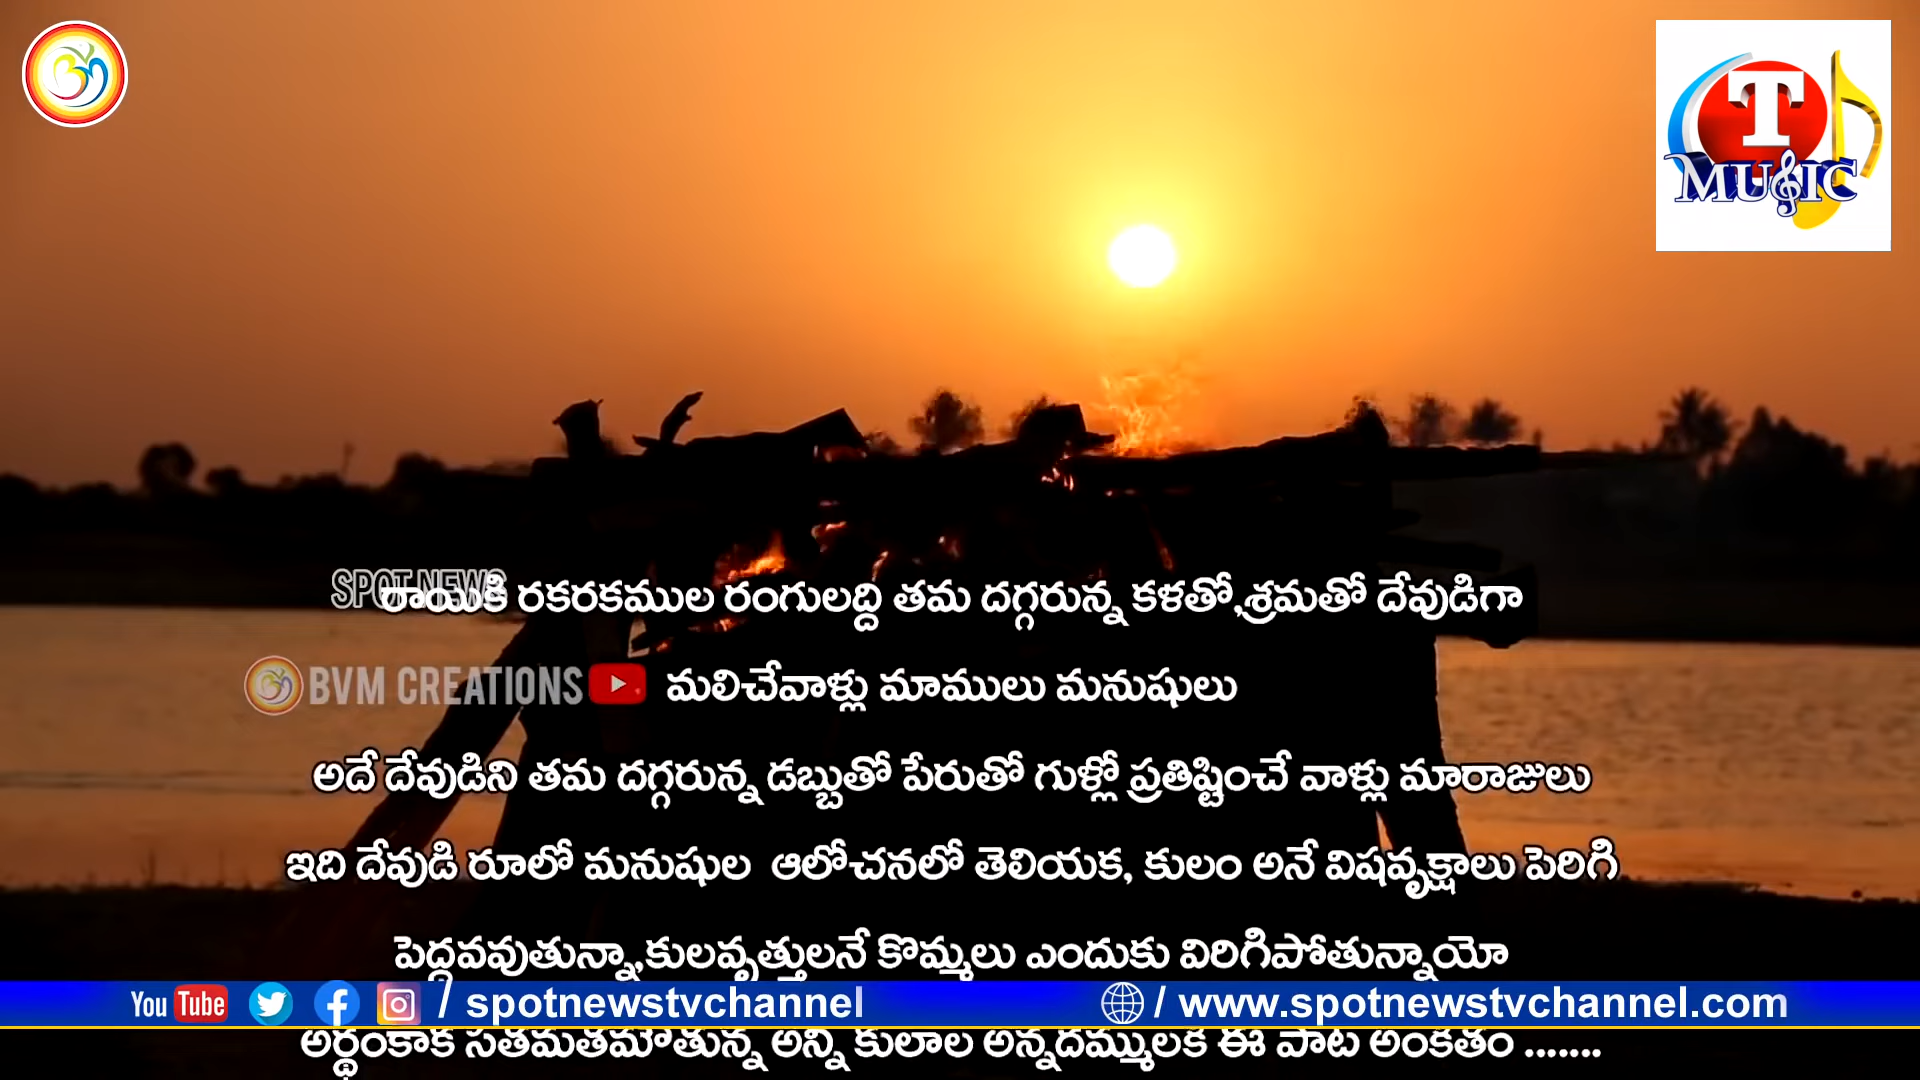 T
MUSIC
SPOT NEWS
రాయికి రకరకముల రంగులద్ది తమ దగ్గరున్న కళతో,శ్రమతో దేవుడిగా
BVM CREATIONS మలిచేవాళ్లు మాములు మనుషులు
అదే దేవుడిని తమ దగ్గరున్న డబ్బుతో పేరుతో గుళ్లో ప్రతిష్టించే వాళ్లు మారాజులు
ఇది దేవుడి రూలో మనుషుల ఆలోచనలో తెలియక, కులం అనే విషవృక్షాలు పెరిగి
పెద్దవవుతున్నా,కులవృత్తులనే కొమ్మలు ఎందుకు విరిగిపోతున్నాయో
You Tube / spotnewstvchannel / www.spotnewstvchannel.com
అర్థంకాక సతమతమౌతున్న అన్ని కులాల అన్నదమ్ములకి ఈ పాట అంకితం .......